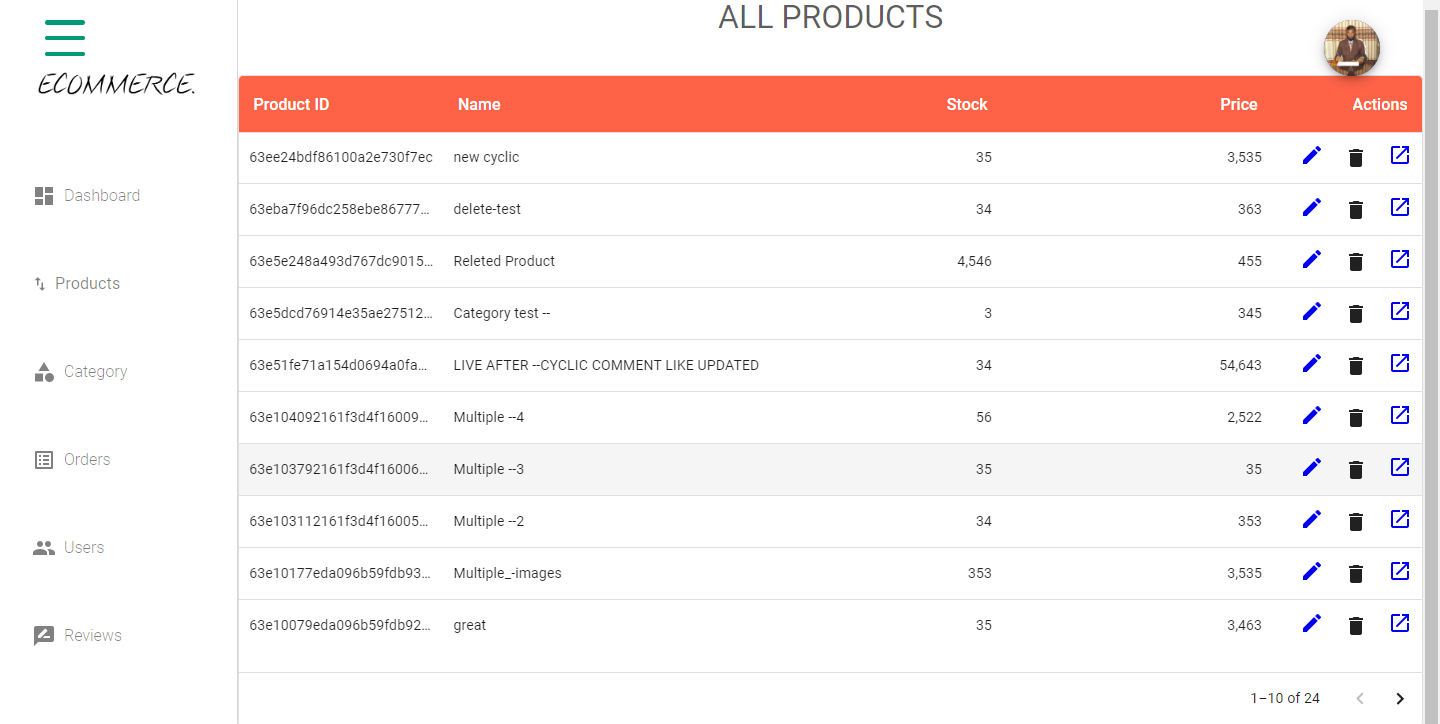 ALL PRODUCTS
ECOMMERCE.
Dashboard
Products
Category
Orders
Users
Reviews
Product ID Name Stock Price Actions
63ee24bdf86100a2e730f7ec new cyclic 35 3,535
63eba7f96dc258ebe86777... delete-test 34 363
63e5e248a493d767dc9015... Releted Product 4,546 455
63e5dcd76914e35ae27512... Category test -- 3 345
63e51fe71a154d0694a0fa... LIVE AFTER --CYCLIC COMMENT LIKE UPDATED 34 54,643
63e104092161f3d4f16009... Multiple --4 56 2,522
63e103792161f3d4f16006... Multiple --3 35 35
63e103112161f3d4f16005... Multiple --2 34 353
63e10177eda096b59fdb93... Multiple_-images 353 3,535
63e10079eda096b59fdb92... great 35 3,463
1–10 of 24